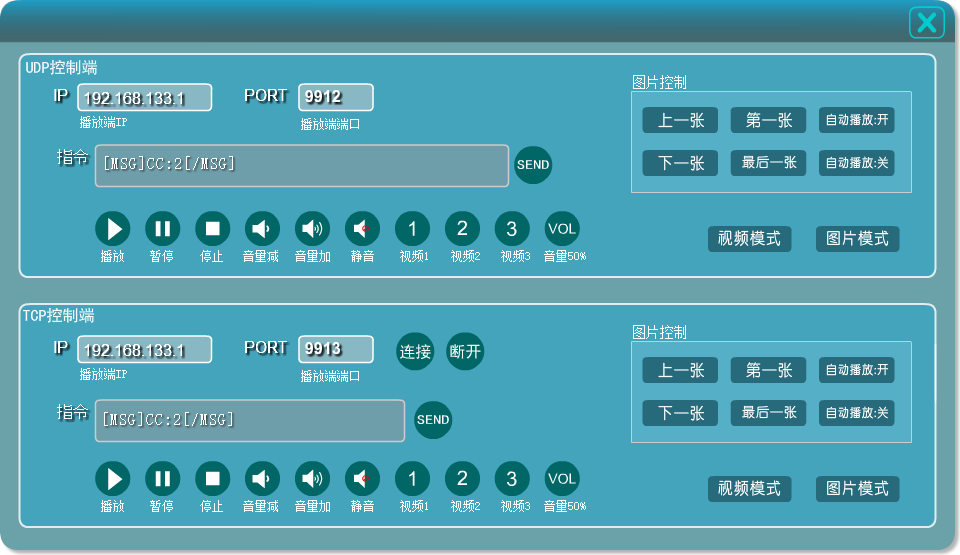 UDP控制端
IP 192.168.133.1 PORT 9912
播放端IP 播放端端口
指令 [MSG]CC:2[/MSG] SEND
1 2 3 VOL
播放 暂停 停止 音里减 音里加 静音 视频1 视频2 视频3 音里50%
图片控制
上一张 第一张 自动播放:开
下一张 最后一张 自动播放:关
视频模式 图片模式
TCP控制端
IP 192.168.133.1 PORT 9913 连接 断开
播放端IP 播放端端口
指令 [MSG]CC:2[/MSG] SEND
1 2 3 VOL
播放 暂停 停止 音量减 音量加 静音 视频1 视频2 视频3 音量50%
图片控制
上一张 第一张 自动播放:开
下一张 最后一张 自动播放:关
视频模式 图片模式